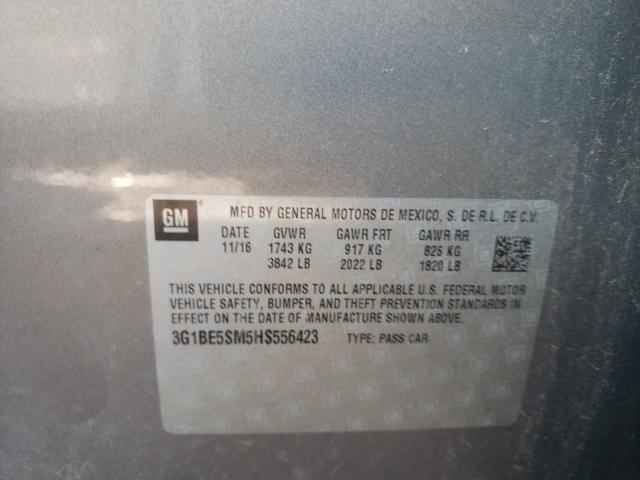 GM
MFD BY GENERAL MOTORS DE MEXICO, S. DE R.L. DE C.V.
DATE GVWR GAWR FRT GAWR RR
11/16 1743 KG 917 KG 826 KG
3842 LB 2022 LB 1820 LB
THIS VEHICLE CONFORMS TO ALL APPLICABLE U.S. FEDERAL MOTOR
VEHICLE SAFETY, BUMPER, AND THEFT PREVENTION STANDARDS IN
EFFECT ON THE DATE OF MANUFACTURE SHOWN ABOVE.
3G1BE5SM5HS556423 TYPE: PASS CAR